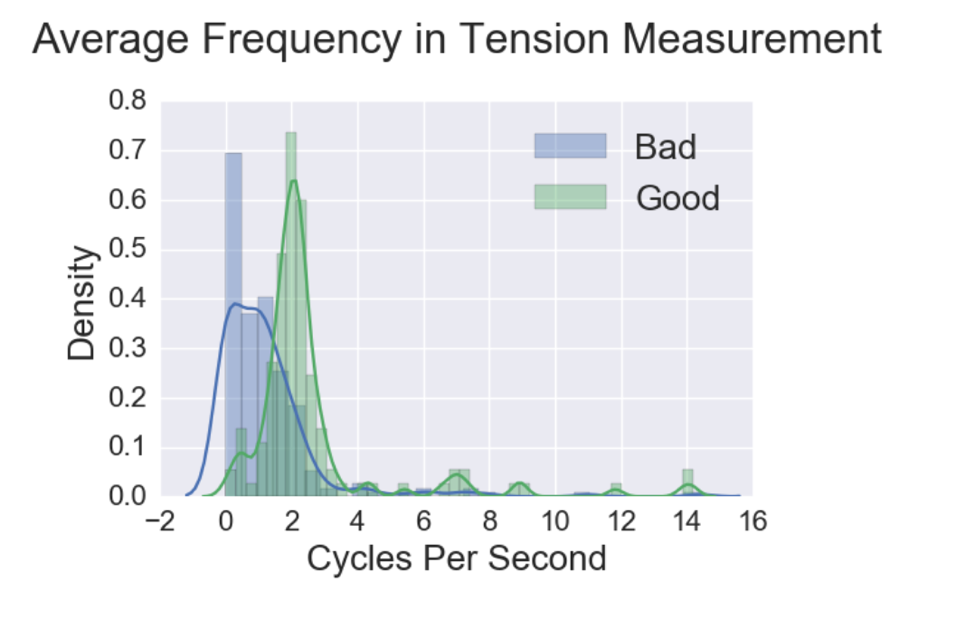 Average Frequency in Tension Measurement
0.8
0.7
0.6
0.5
0.4
0.3
0.2
0.1
0.0
Density
Bad
Good
−2 0 2 4 6 8 10 12 14 16
Cycles Per Second